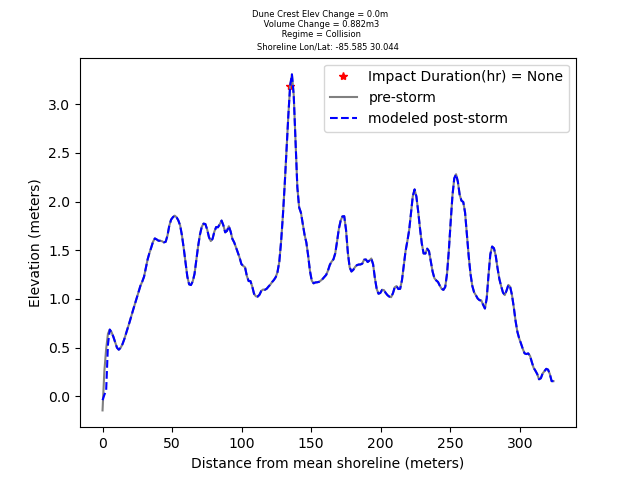 Dune Crest Elev Change = 0.0m
Volume Change = 0.882m3
Regime = Collision
Shoreline Lon/Lat: -85.585 30.044
Impact Duration(hr) = None
pre-storm
modeled post-storm
Elevation (meters)
3.0
2.5
2.0
1.5
1.0
0.5
0.0
0 50 100 150 200 250 300
Distance from mean shoreline (meters)